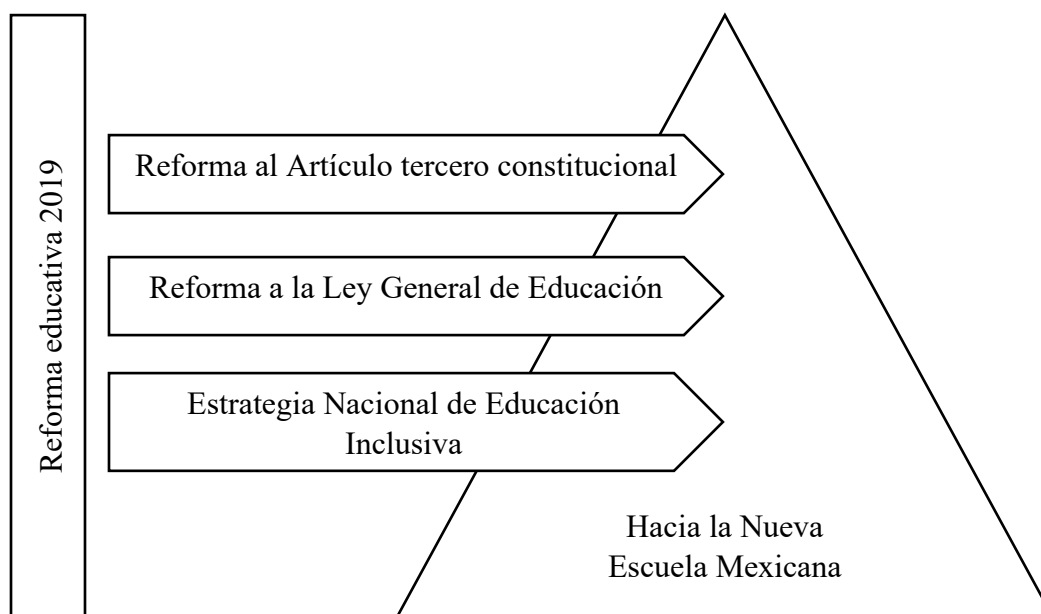 Reforma educativa 2019
Reforma al Artículo tercero constitucional
Reforma a la Ley General de Educación
Estrategia Nacional de Educación
Inclusiva
Hacia la Nueva
Escuela Mexicana